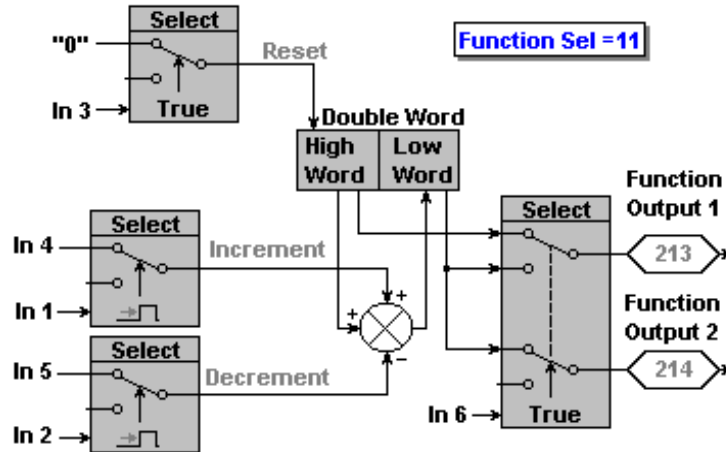 Select
"0"
In 3
True
Reset
Function Sel =11
Double Word
High Word
Low Word
Select
In 4
In 1
Increment
Select
In 5
In 2
Decrement
+
+
−
Select
In 6
True
Function Output 1
213
Function Output 2
214